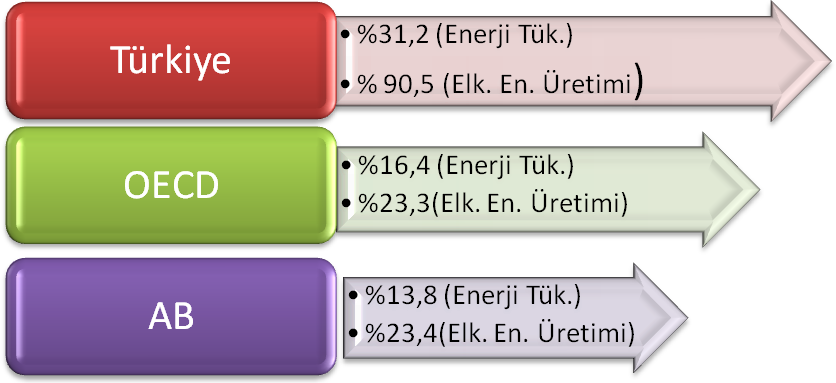 Türkiye
• %31,2 (Enerji Tük.)
• % 90,5 (Elk. En. Üretimi)
OECD
• %16,4 (Enerji Tük.)
• %23,3(Elk. En. Üretimi)
AB
• %13,8 (Enerji Tük.)
• %23,4(Elk. En. Üretimi)